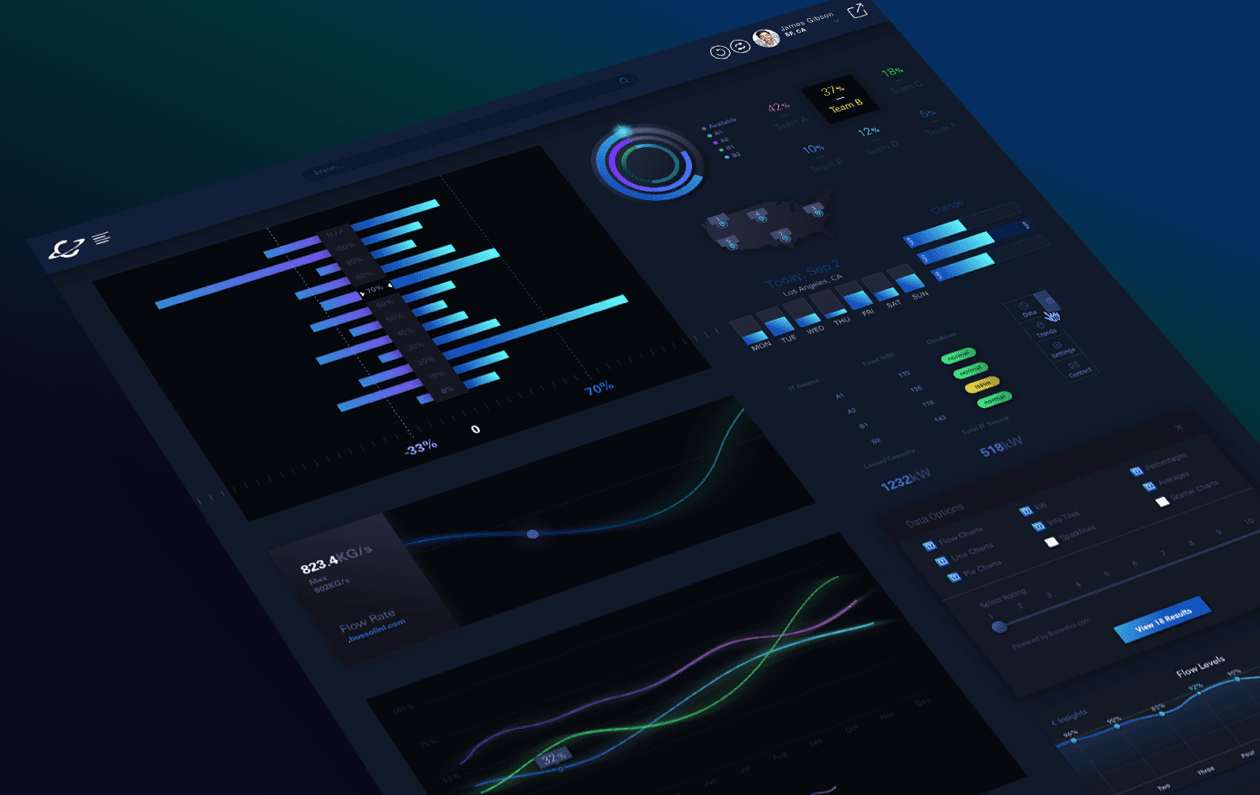 James Gibson
SF, CA
Search...
Available
A1
A2
B1
B2
42%
Team A
37%
Team B
18%
Team C
10%
Team E
12%
Team D
5%
Team F
N/A
100%
90%
80%
70%
60%
50%
40%
30%
20%
10%
0%
-33%
0
70%
Change
Today, Sep 2
Los Angeles, CA
MON
TUE
WED
THU
FRI
SAT
SUN
Data
Trends
Settings
Contact
IT Source
Load (kW)
Condition
A1
133
normal
A2
126
normal
B1
118
issue
B2
143
normal
Leased Capacity
1232kW
Total IT Source
518kW
823.4KG/s
Max
902KG/s
Flow Rate
.bussolini.com
Data Options
Flow Charts
Line Charts
Pie Charts
kW
Info Tiles
Sparklines
Percentages
Averages
Scatter Charts
Select Rating
1 2 3 4 5 6 7 8 9 10
Powered by Bussolini.com
View 18 Results
100%
75%
32%
Jun
Jul
Aug
Sep
Oct
Nov
Dec
Flow Levels
Insights
96%
90%
83%
92%
90%
Two
Three
Four